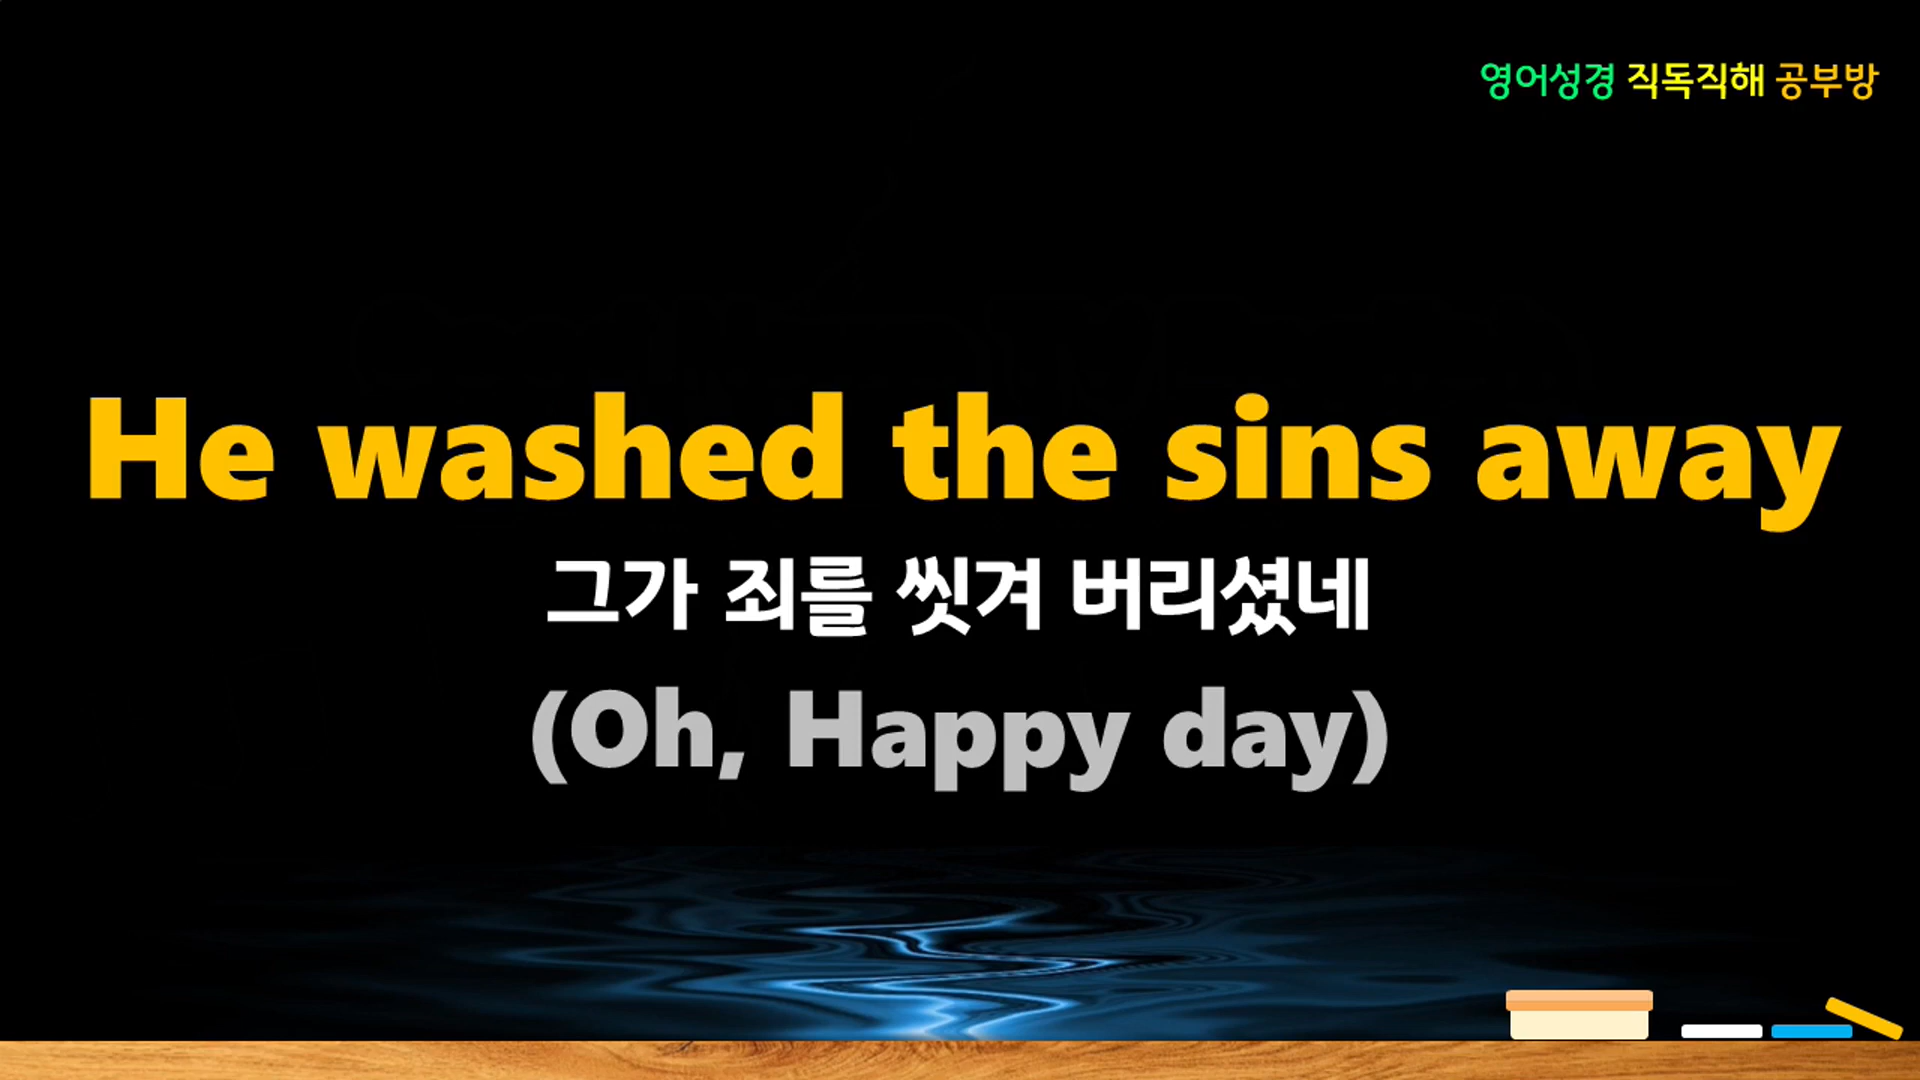 영어성경 직독직해 공부방
He washed the sins away
그가 죄를 씻겨 버리셨네
(Oh, Happy day)